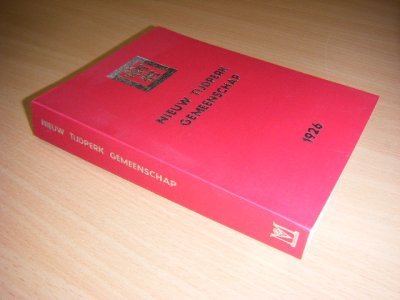 NIEUW TIJDPERK
GEMEENSCHAP
1926
NIEUW TIJDPERK GEMEENSCHAP